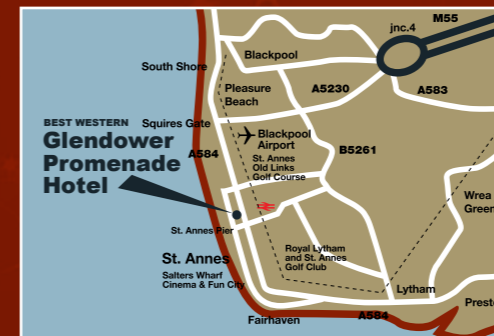 M55
jnc.4
Blackpool
South Shore
A5230
A583
Pleasure
Beach
BEST WESTERN
Glendower
Promenade
Hotel
Squires Gate
A584
Blackpool
Airport
B5261
St. Annes
Old Links
Golf Course
Wrea
Green
St. Annes Pier
St. Annes
Salters Wharf
Cinema & Fun City
Royal Lytham
and St. Annes
Golf Club
Lytham
Presto
A584
Fairhaven